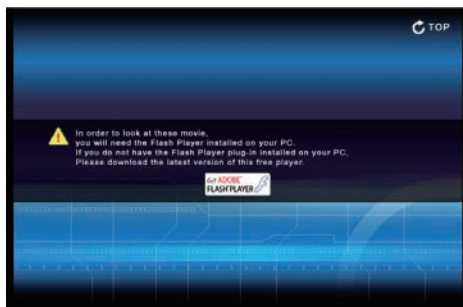 TOP
In order to look at these movie,
you will need the Flash Player installed on your PC.
If you do not have the Flash Player plug-in installed on your PC,
Please download the latest version of this free player.
Get ADOBE®
FLASH® PLAYER